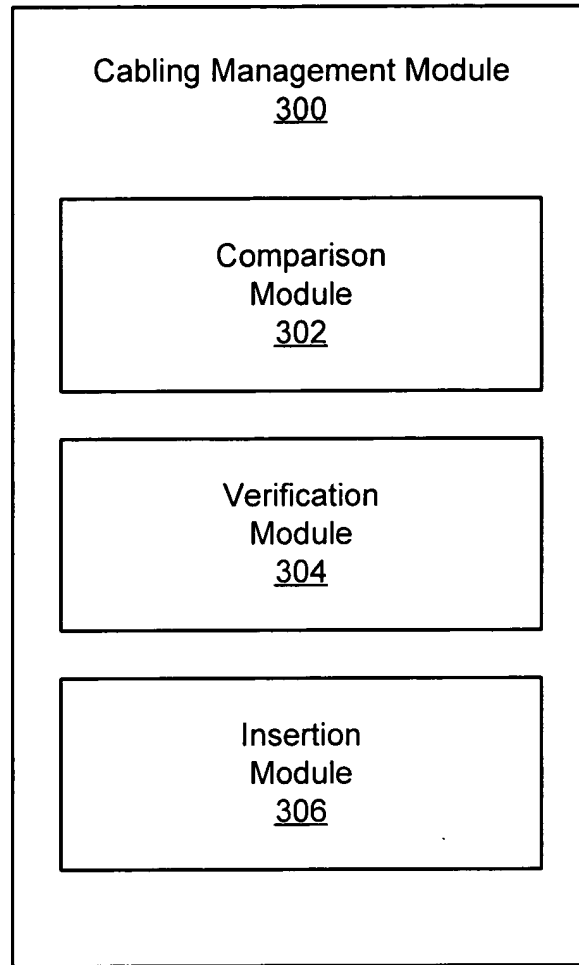 Cabling Management Module
300
Comparison
Module
302
Verification
Module
304
Insertion
Module
306